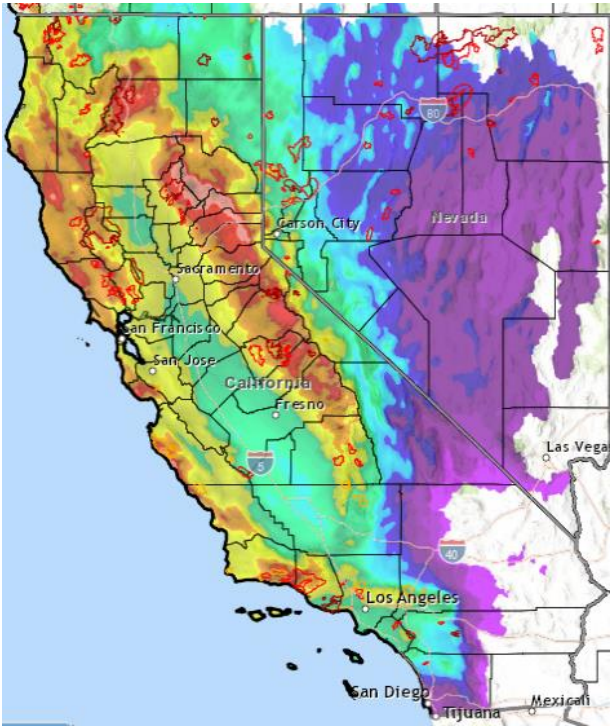 80
Nevada
Carson City
Sacramento
San Francisco
San Jose
California
Fresno
5
Las Vega
40
Los Angeles
San Diego
Tijuana
Mexicali